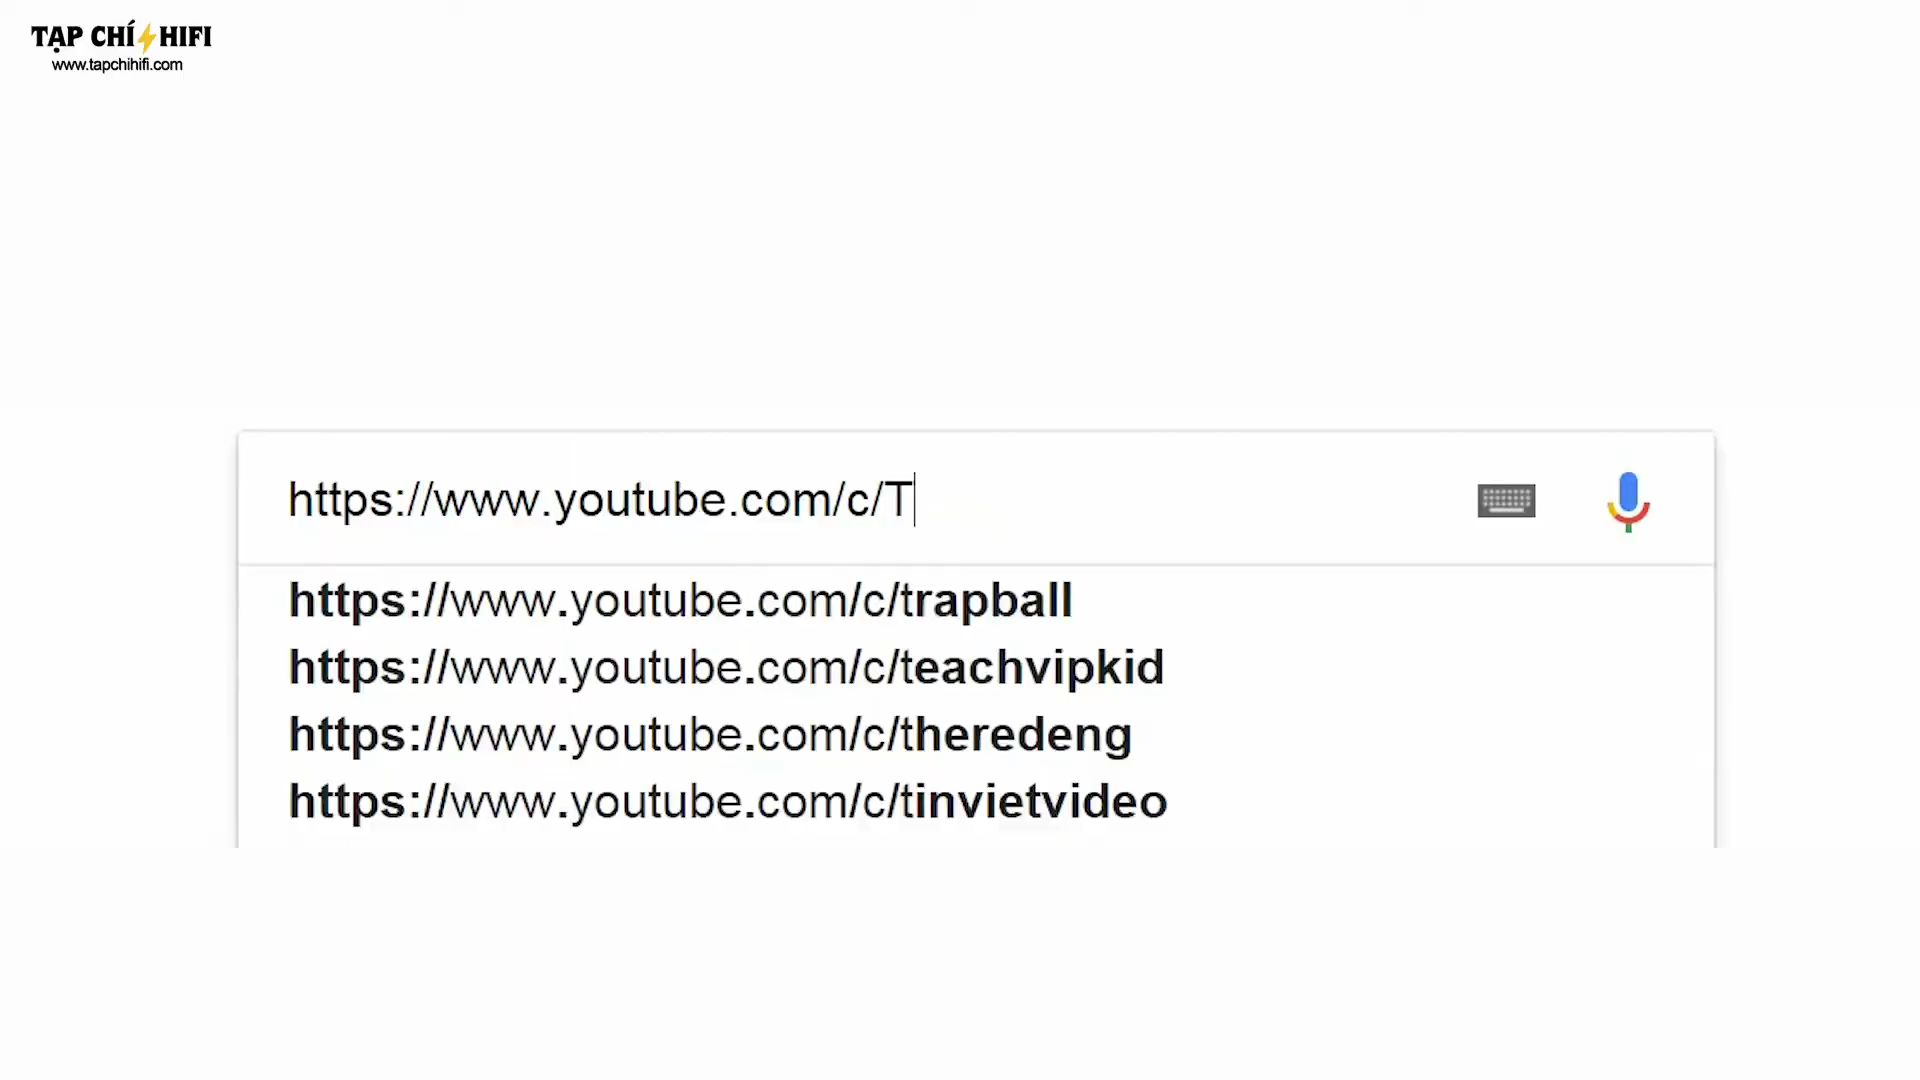 TẠP CHÍ HIFI
www.tapchihifi.com
https://www.youtube.com/c/T
https://www.youtube.com/c/trapball
https://www.youtube.com/c/teachvipkid
https://www.youtube.com/c/theredeng
https://www.youtube.com/c/tinvietvideo